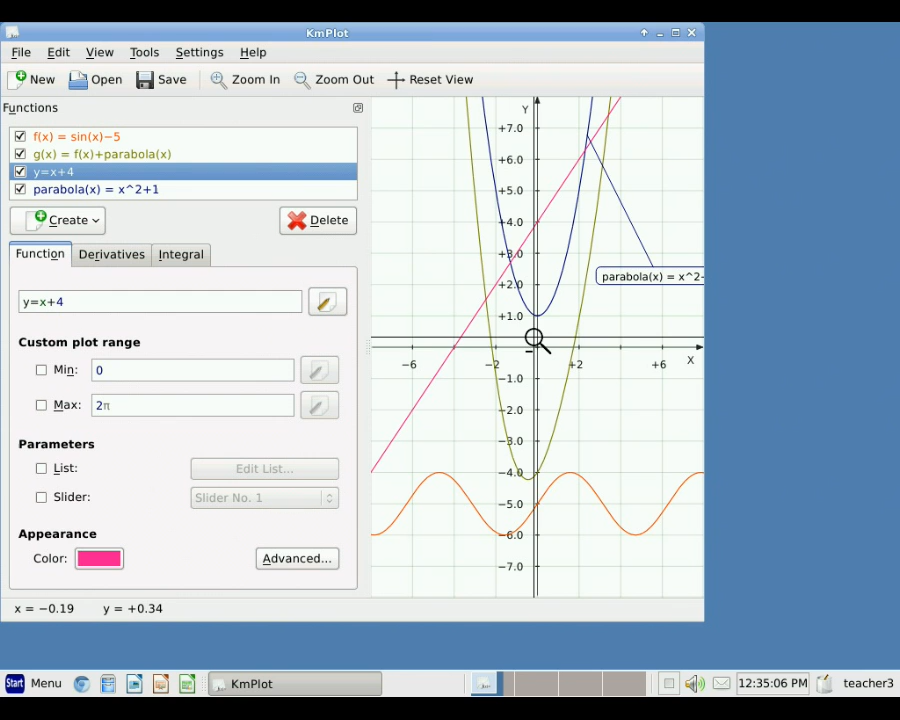 KmPlot
File Edit View Tools Settings Help
New Open Save Zoom In Zoom Out Reset View
Functions
f(x) = sin(x)−5
g(x) = f(x)+parabola(x)
y=x+4
parabola(x) = x^2+1
Create Delete
Function Derivatives Integral
y=x+4
Custom plot range
Min: 0
Max: 2π
Parameters
List: Edit List...
Slider: Slider No. 1
Appearance
Color: Advanced...
Y
+7.0
+6.0
+5.0
+4.0
+3.0
parabola(x) = x^2-
+2.0
+1.0
−6 −2 +2 +6 X
−1.0
−2.0
−3.0
−4.0
−5.0
−6.0
−7.0
x = −0.19 y = +0.34
Start Menu KmPlot 12:35:06 PM teacher3